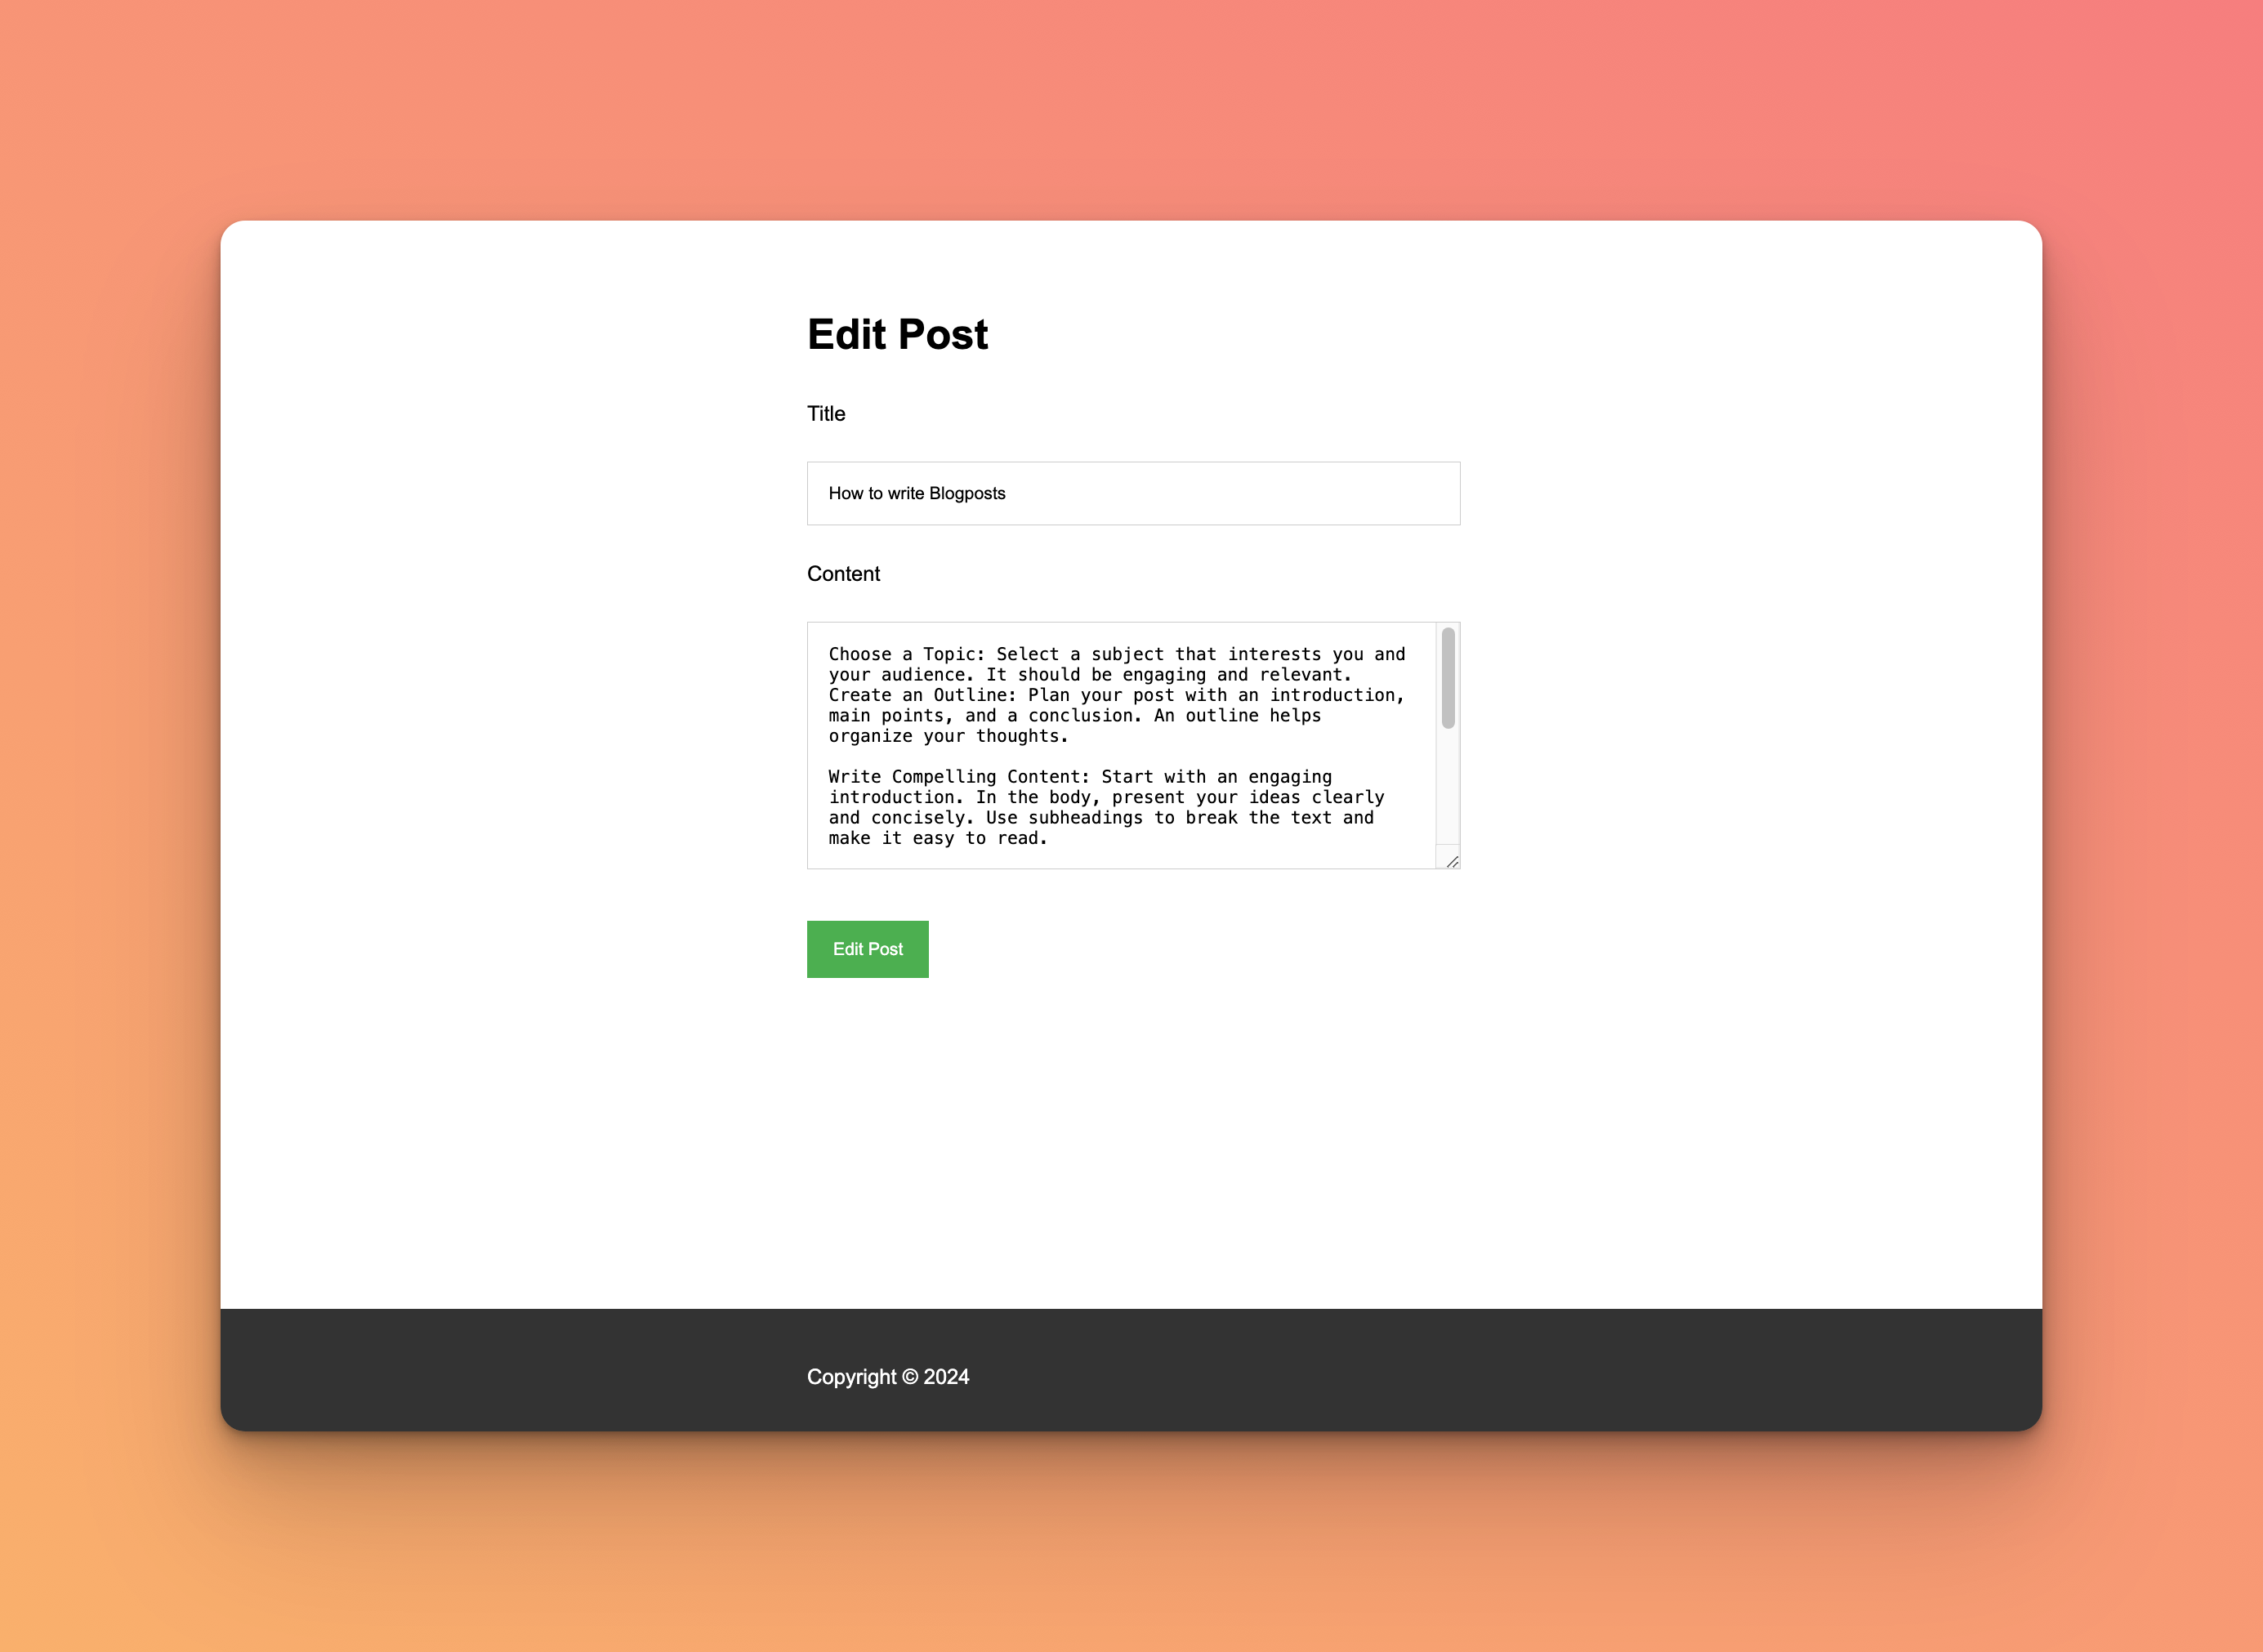 Edit Post
Title
How to write Blogposts
Content
Choose a Topic: Select a subject that interests you and
your audience. It should be engaging and relevant.
Create an Outline: Plan your post with an introduction,
main points, and a conclusion. An outline helps
organize your thoughts.
Write Compelling Content: Start with an engaging
introduction. In the body, present your ideas clearly
and concisely. Use subheadings to break the text and
make it easy to read.
Edit Post
Copyright © 2024